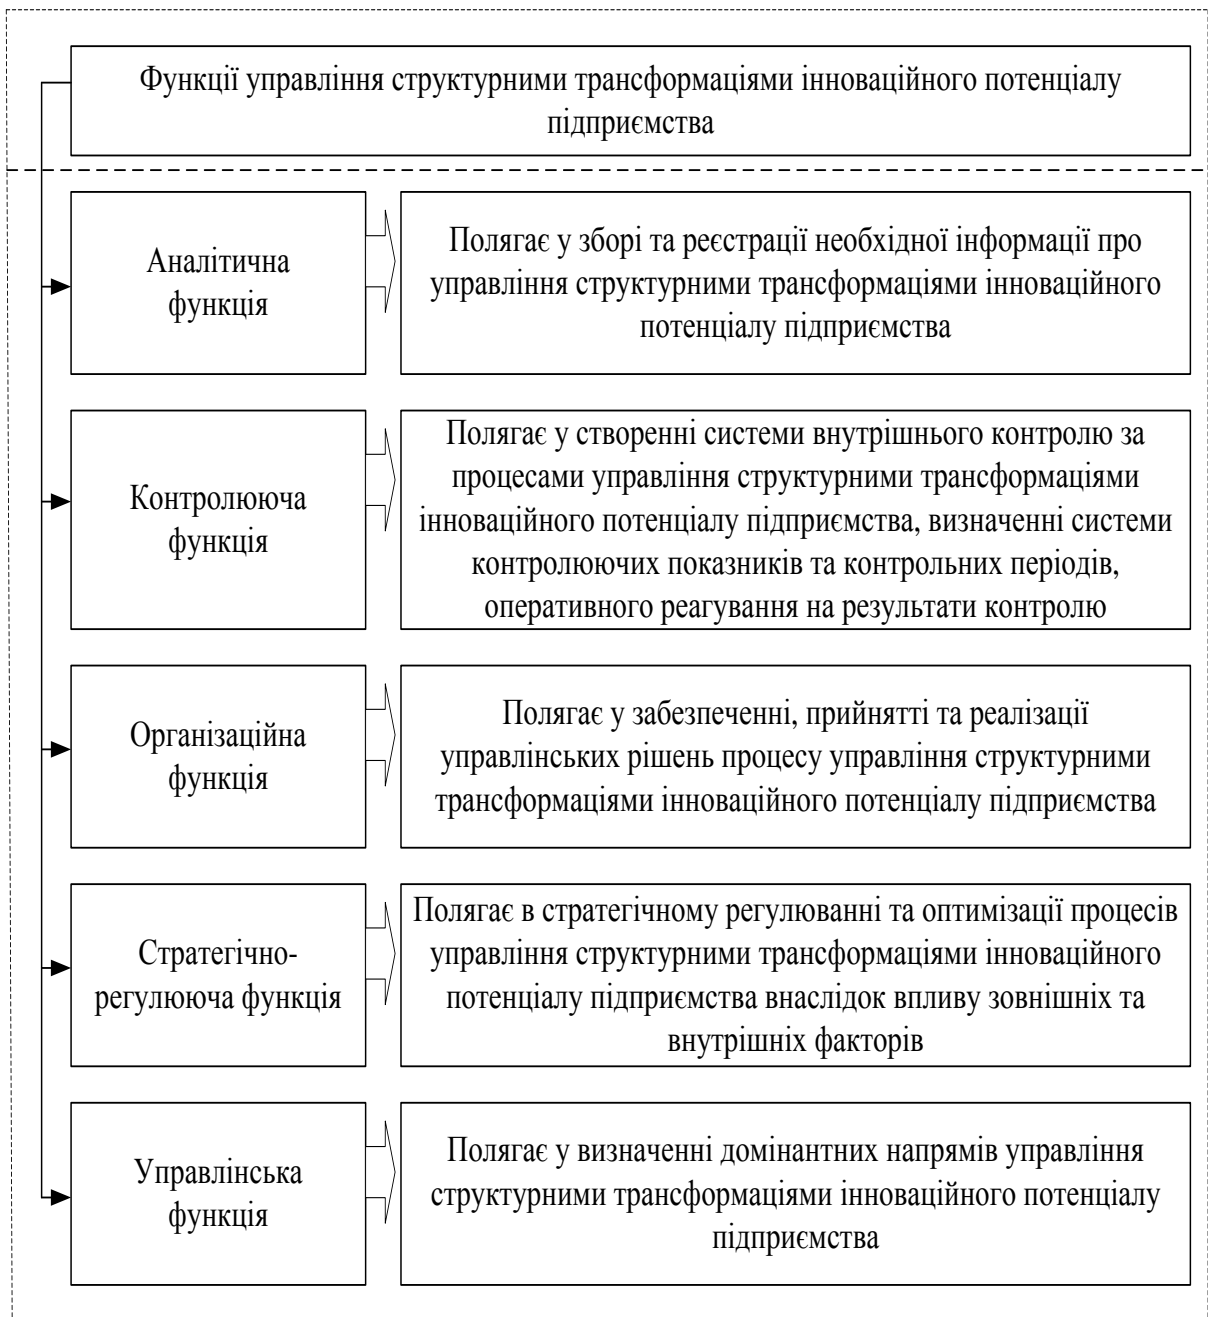 Функції управління структурними трансформаціями інноваційного потенціалу
підприємства
Аналітична
функція
Полягає у зборі та реєстрації необхідної інформації про
управління структурними трансформаціями інноваційного
потенціалу підприємства
Контролююча
функція
Полягає у створенні системи внутрішнього контролю за
процесами управління структурними трансформаціями
інноваційного потенціалу підприємства, визначенні системи
контролюючих показників та контрольних періодів,
оперативного реагування на результати контролю
Організаційна
функція
Полягає у забезпеченні, прийнятті та реалізації
управлінських рішень процесу управління структурними
трансформаціями інноваційного потенціалу підприємства
Стратегічно-
регулююча функція
Полягає в стратегічному регулюванні та оптимізації процесів
управління структурними трансформаціями інноваційного
потенціалу підприємства внаслідок впливу зовнішніх та
внутрішніх факторів
Управлінська
функція
Полягає у визначенні домінантних напрямів управління
структурними трансформаціями інноваційного потенціалу
підприємства